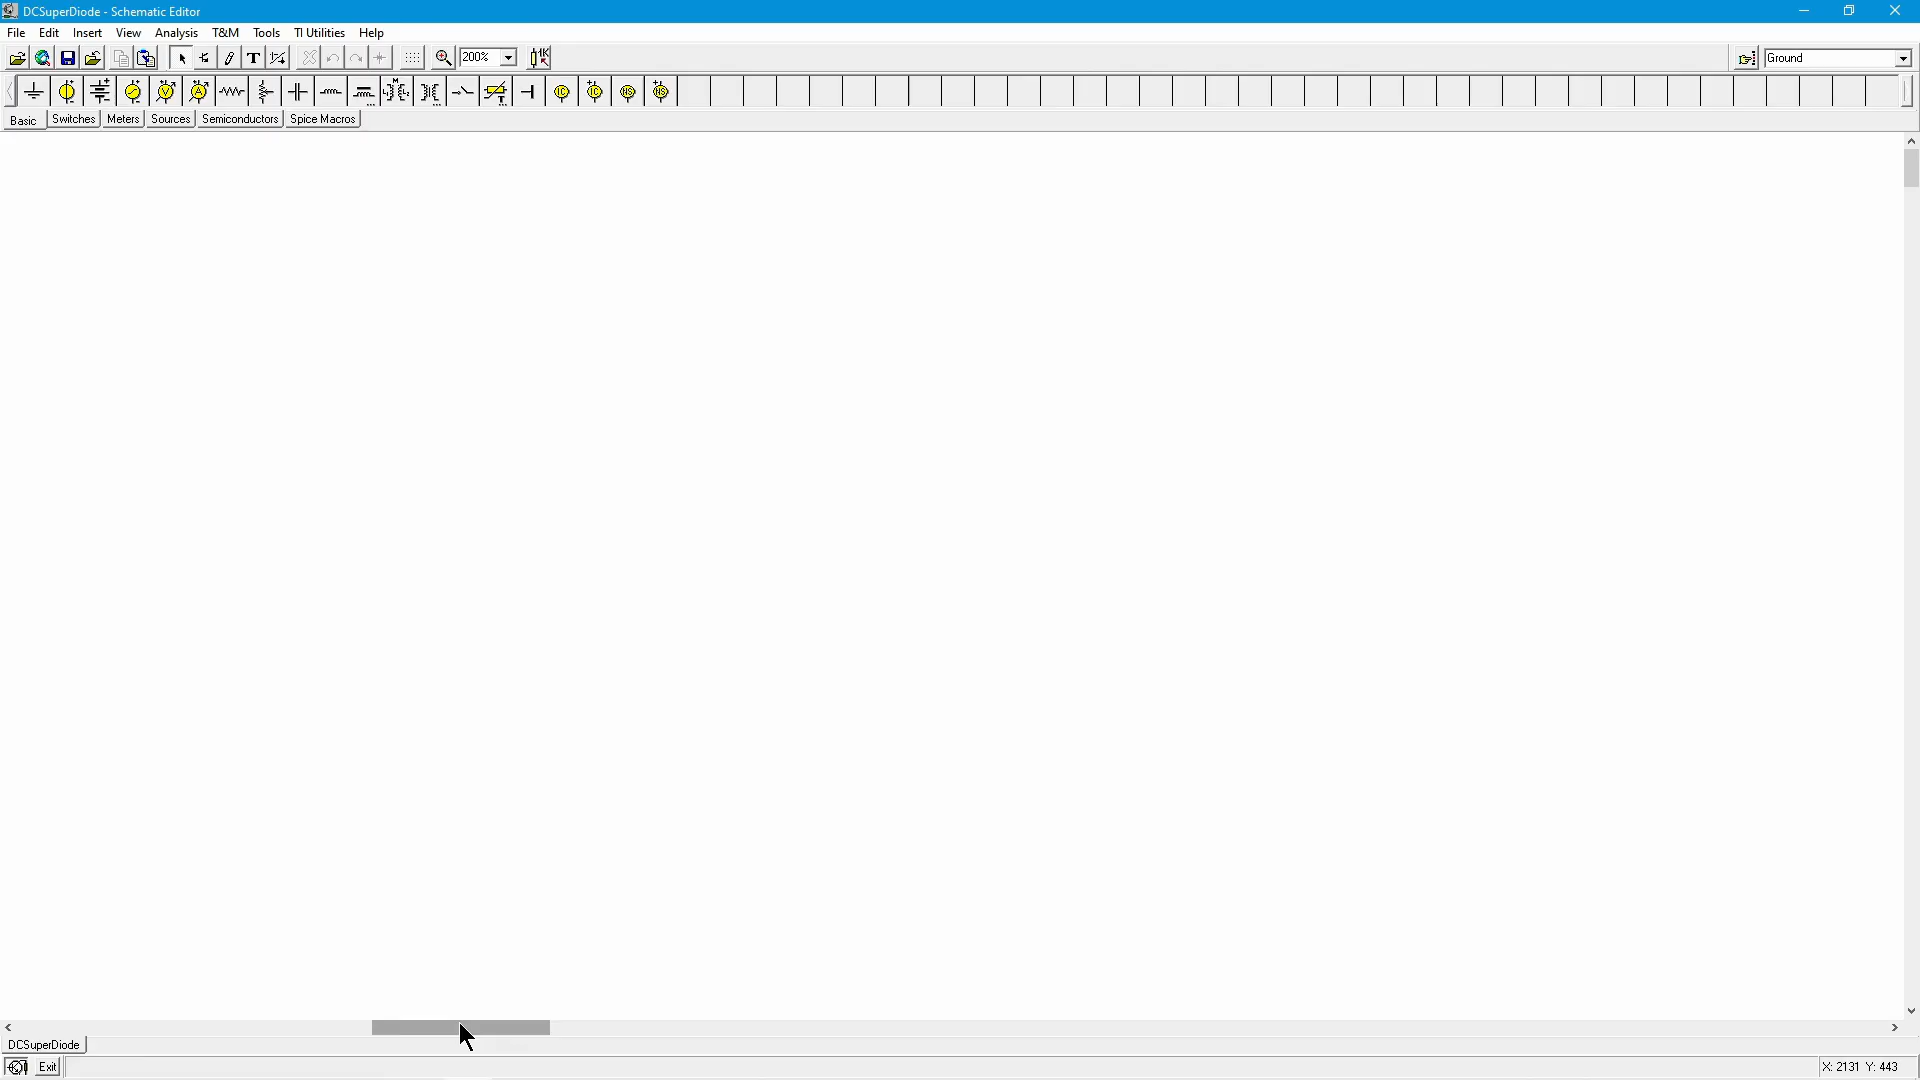 DCSuperDiode - Schematic Editor
File Edit Insert View Analysis T&M Tools TI Utilities Help
T 200% 1K Ground
Basic Switches Meters Sources Semiconductors Spice Macros
DCSuperDiode
Exit X: 2131 Y: 443